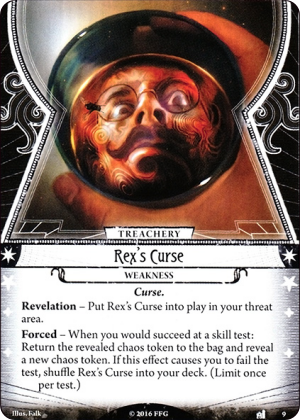 TREACHERY
Rex's Curse
WEAKNESS
Curse.
Revelation – Put Rex's Curse into play in your threat
area.
Forced – When you would succeed at a skill test:
Return the revealed chaos token to the bag and reveal
a new chaos token. If this effect causes you to fail the
test, shuffle Rex's Curse into your deck. (Limit once
per test.)
Illus. Falk
© 2016 FFG
9